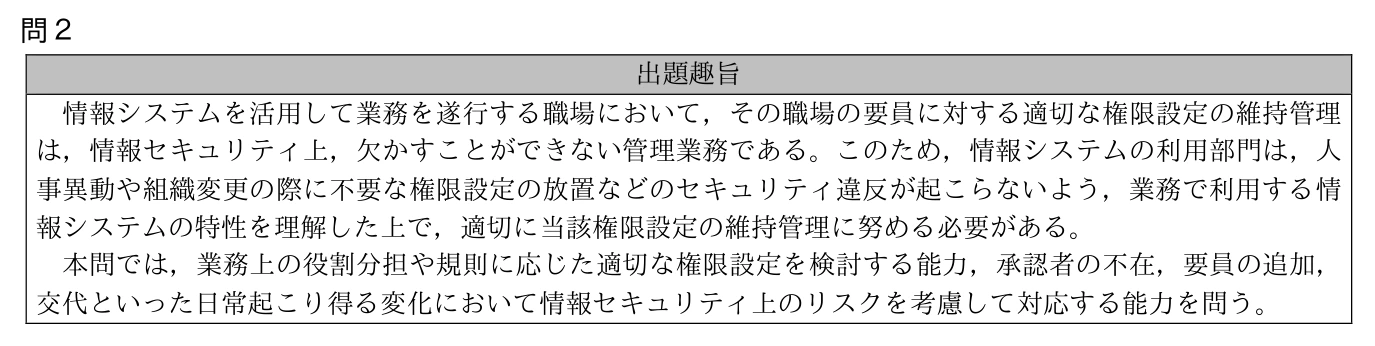 問２
出題趣旨
情報システムを活用して業務を遂行する職場において，その職場の要員に対する適切な権限設定の維持管理
は，情報セキュリティ上，欠かすことができない管理業務である。このため，情報システムの利用部門は，人
事異動や組織変更の際に不要な権限設定の放置などのセキュリティ違反が起こらないよう，業務で利用する情
報システムの特性を理解した上で，適切に当該権限設定の維持管理に努める必要がある。
本問では，業務上の役割分担や規則に応じた適切な権限設定を検討する能力，承認者の不在，要員の追加，
交代といった日常起こり得る変化において情報セキュリティ上のリスクを考慮して対応する能力を問う。